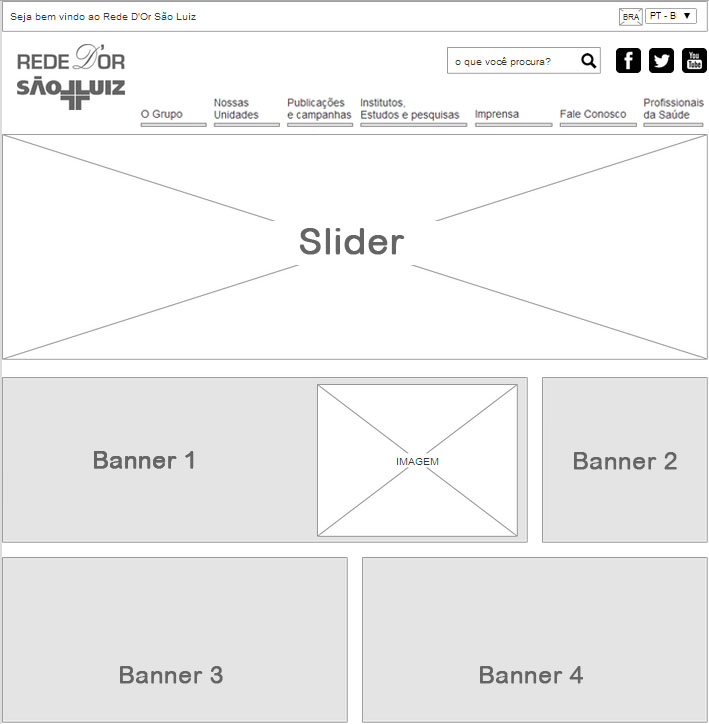 Seja bem vindo ao Rede D'Or São Luiz
BRA
PT - B
REDE D'OR
SÃO LUIZ
o que você procura?
You
Tube
O Grupo
Nossas
Unidades
Publicações
e campanhas
Institutos,
Estudos e pesquisas
Imprensa
Fale Conosco
Profissionais
da Saúde
Slider
Banner 1
IMAGEM
Banner 2
Banner 3
Banner 4